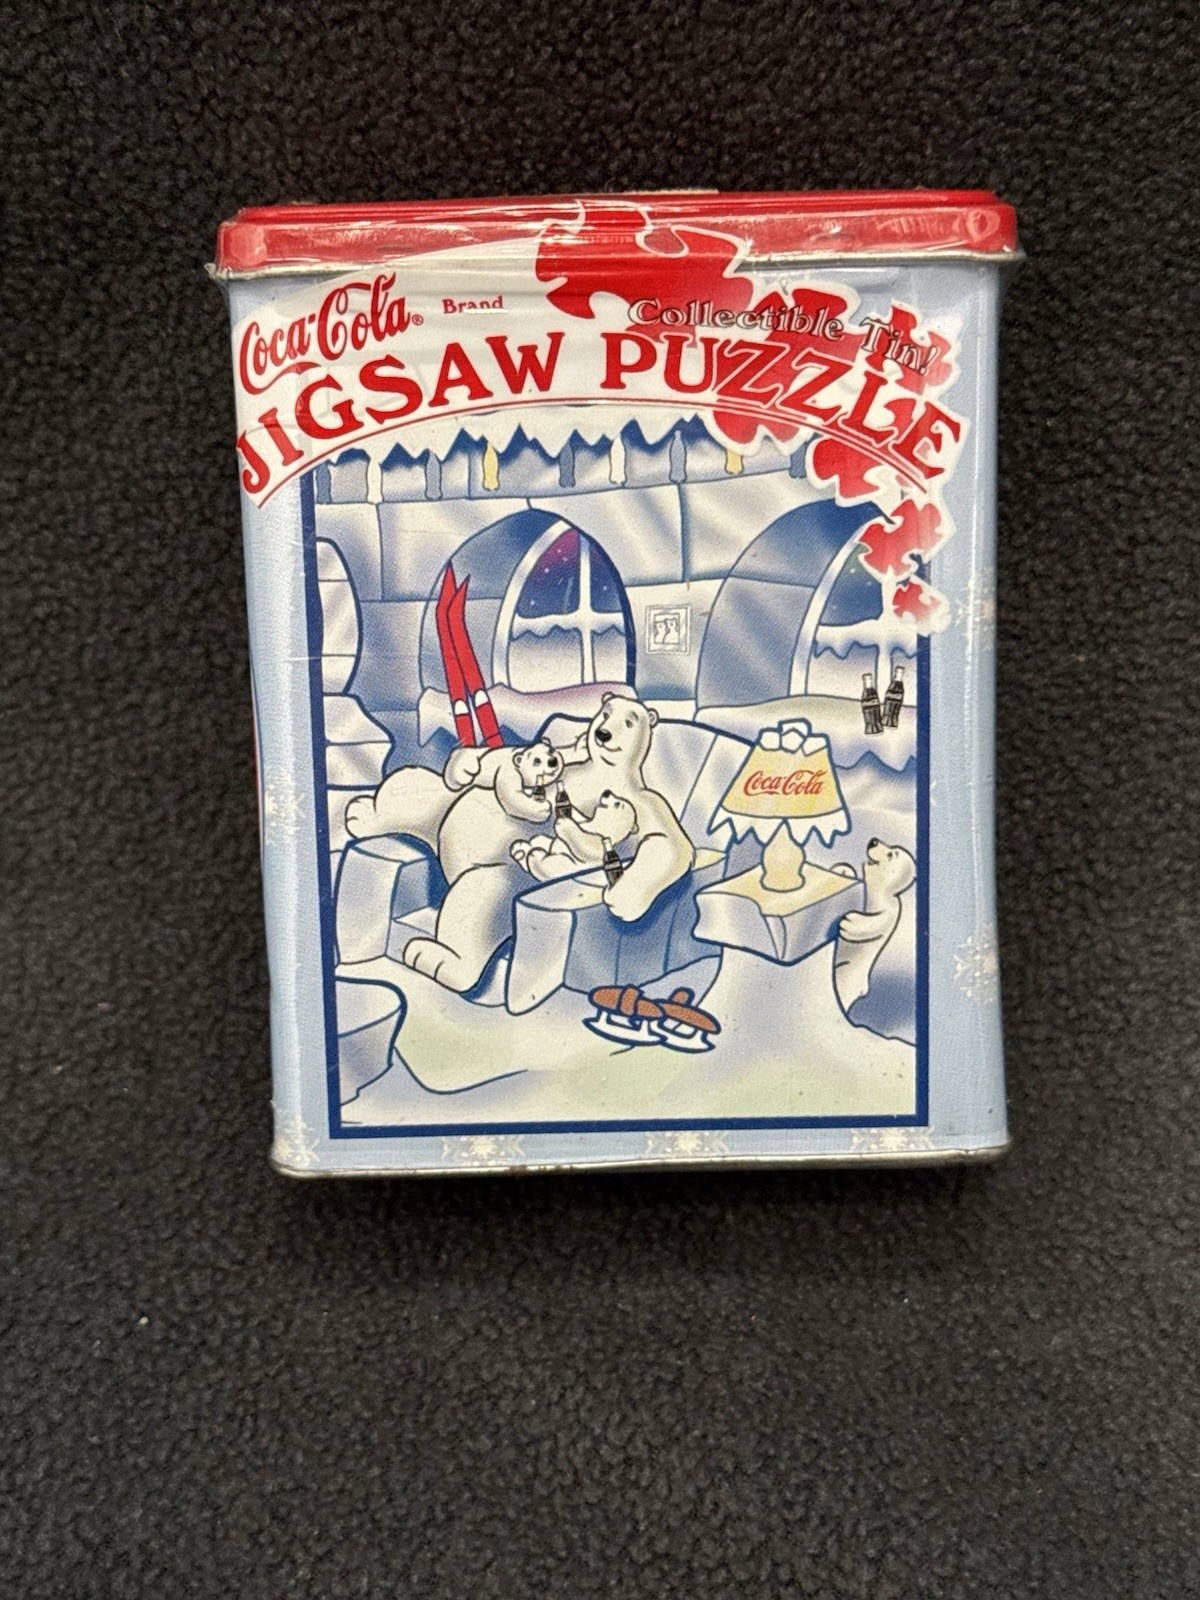 Coca-Cola® Brand
Collectible Tin!
JIGSAW PUZZLE
Coca-Cola